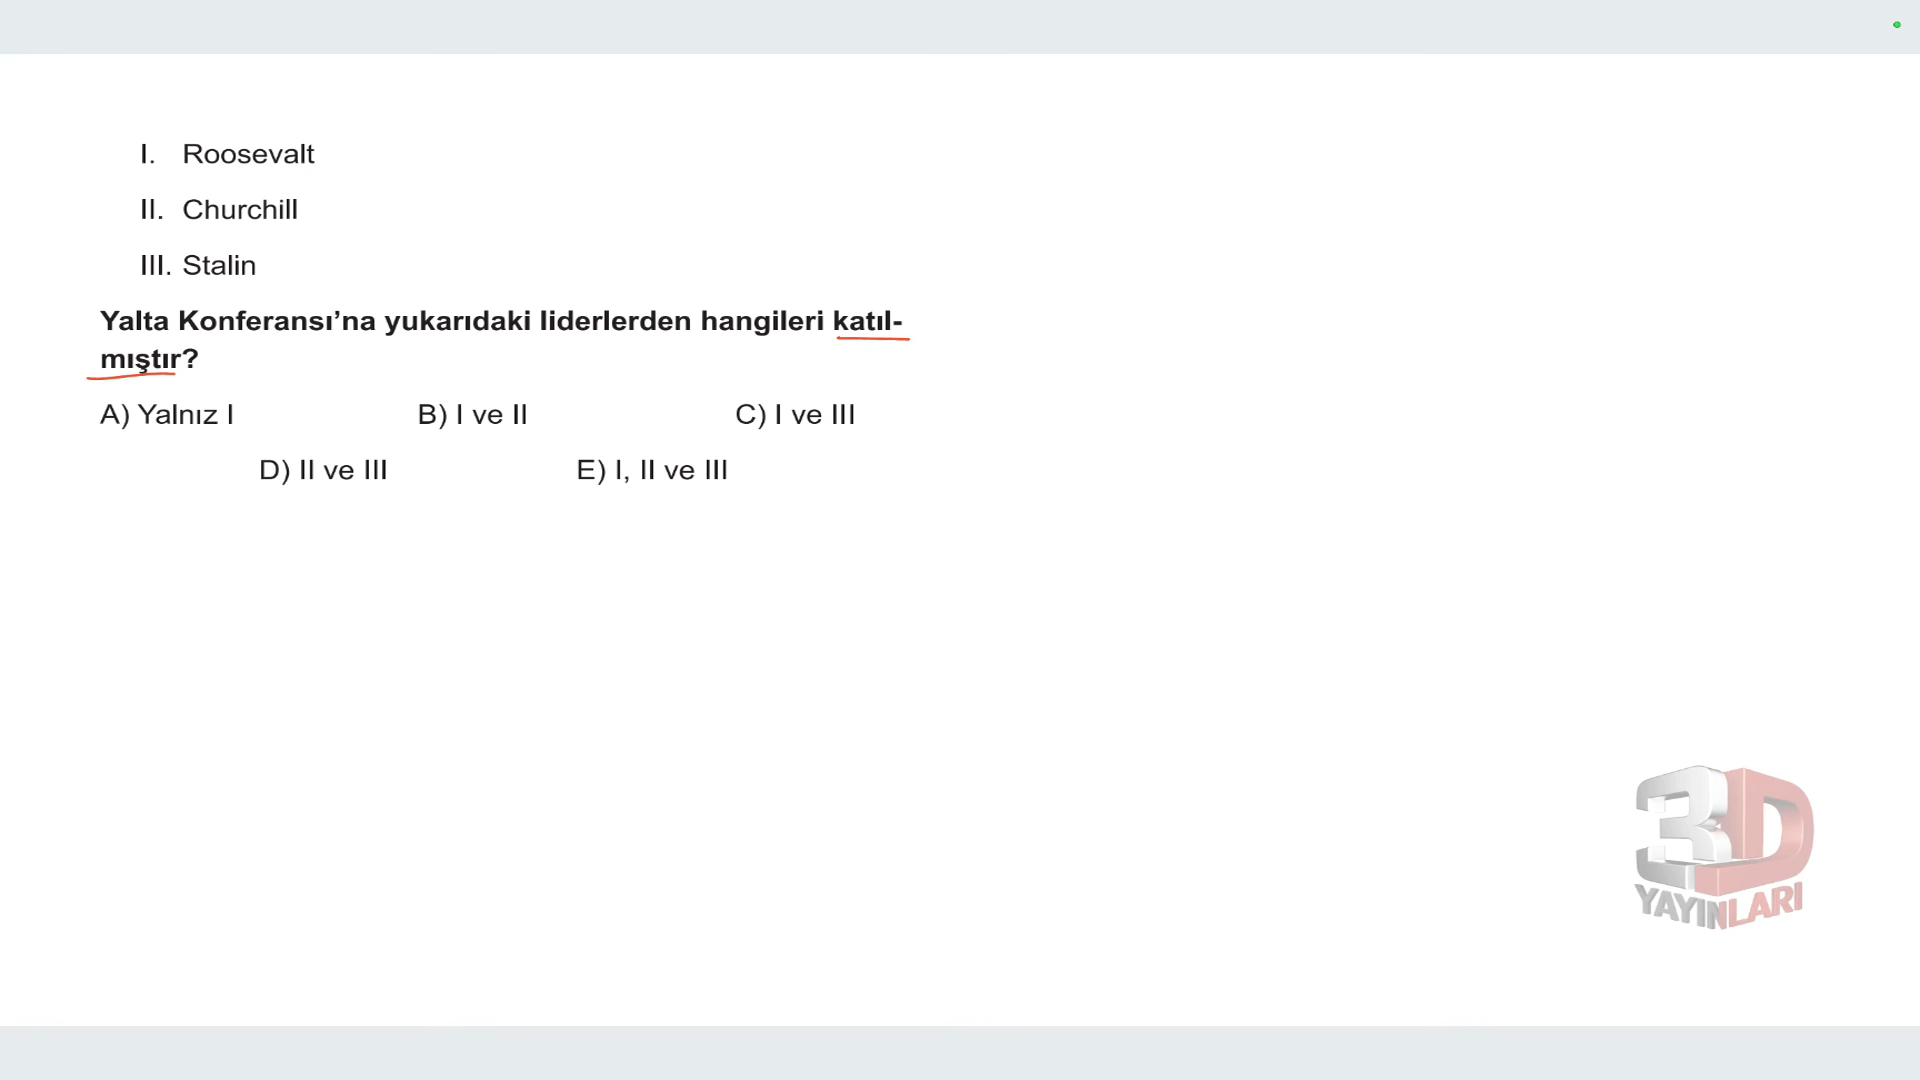 I. Roosevalt
II. Churchill
III. Stalin
Yalta Konferansı’na yukarıdaki liderlerden hangileri katıl-
mıştır?
A) Yalnız I B) I ve II C) I ve III
D) II ve III E) I, II ve III
3D
YAYINLARI